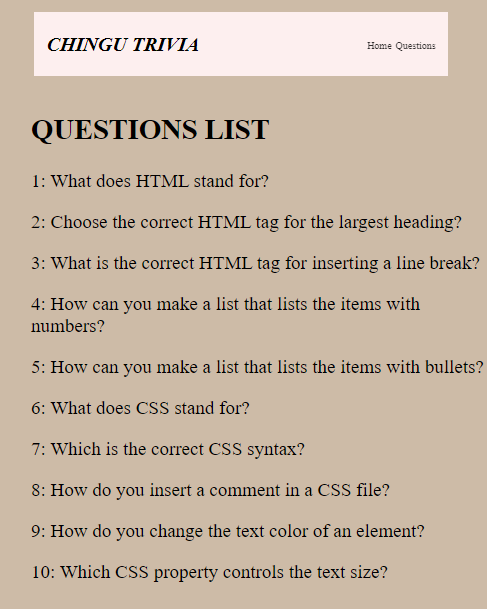 CHINGU TRIVIA
Home Questions
QUESTIONS LIST
1: What does HTML stand for?
2: Choose the correct HTML tag for the largest heading?
3: What is the correct HTML tag for inserting a line break?
4: How can you make a list that lists the items with
numbers?
5: How can you make a list that lists the items with bullets?
6: What does CSS stand for?
7: Which is the correct CSS syntax?
8: How do you insert a comment in a CSS file?
9: How do you change the text color of an element?
10: Which CSS property controls the text size?